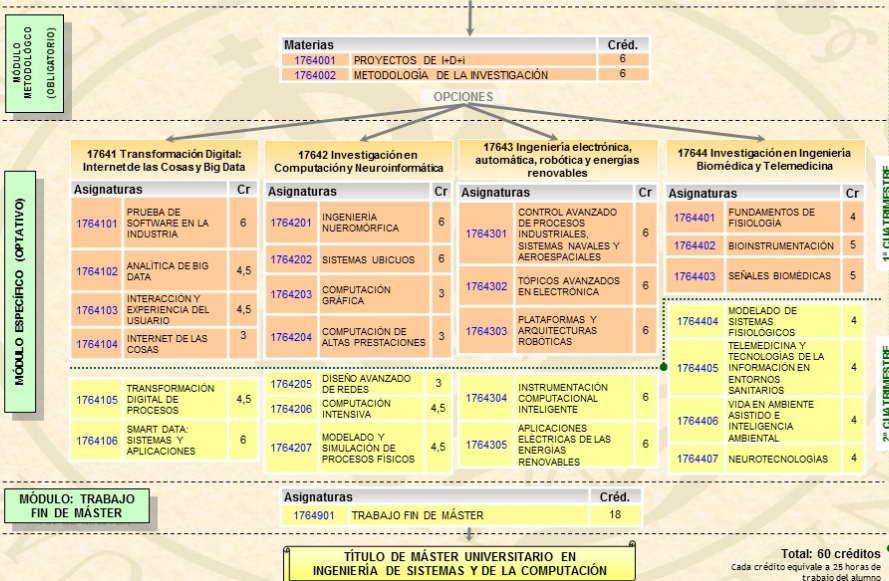 MÓDULO
METODOLÓGCO
(OBLIGATORIO)
Materias Créd.
1764001 PROYECTOS DE I+D+i 6
1764002 METODOLOGÍA DE LA INVESTIGACIÓN 6
OPCIONES
MÓDULO ESPECÍFICO (OPTATIVO)
17641 Transformación Digital:
Internet de las Cosas y Big Data
Asignaturas Cr
1764101 PRUEBA DE
SOFTWARE EN LA
INDUSTRIA 6
1764102 ANALÍTICA DE BIG
DATA 4,5
1764103 INTERACCIÓN Y
EXPERIENCIA DEL
USUARIO 4,5
1764104 INTERNET DE LAS
COSAS 3
1764105 TRANSFORMACIÓN
DIGITAL DE
PROCESOS 4,5
1764106 SMART DATA:
SISTEMAS Y
APLICACIONES 6
17642 Investigación en
Computación y Neuroinformática
Asignaturas Cr
1764201 INGENIERÍA
NUEROMÓRFICA 6
1764202 SISTEMAS UBICUOS 6
1764203 COMPUTACIÓN
GRÁFICA 3
1764204 COMPUTACIÓN DE
ALTAS PRESTACIONES 3
1764205 DISEÑO AVANZADO
DE REDES 3
1764206 COMPUTACIÓN
INTENSIVA 4,5
1764207 MODELADO Y
SIMULACIÓN DE
PROCESOS FÍSICOS 4,5
17643 Ingeniería electrónica,
automática, robótica y energías
renovables
Asignaturas Cr
1764301 CONTROL AVANZADO
DE PROCESOS
INDUSTRIALES,
SISTEMAS NAVALES Y
AEROESPACIALES 6
1764302 TÓPICOS AVANZADOS
EN ELECTRÓNICA 6
1764303 PLATAFORMAS Y
ARQUITECTURAS
ROBÓTICAS 6
1764304 INSTRUMENTACIÓN
COMPUTACIONAL
INTELIGENTE 6
1764305 APLICACIONES
ELÉCTRICAS DE LAS
ENERGÍAS
RENOVABLES 6
17644 Investigación en Ingeniería
Biomédica y Telemedicina
Asignaturas Cr
1764401 FUNDAMENTOS DE
FISIOLOGÍA 4
1764402 BIOINSTRUMENTACIÓN 5
1764403 SEÑALES BIOMÉDICAS 5
1764404 MODELADO DE
SISTEMAS
FISIOLÓGICOS 4
1764405 TELEMEDICINA Y
TECNOLOGÍAS DE LA
INFORMACIÓN EN
ENTORNOS
SANITARIOS 4
1764406 VIDA EN AMBIENTE
ASISTIDO E
INTELIGENCIA
AMBIENTAL 4
1764407 NEUROTECNOLOGÍAS 4
1º CUATRIMESTRE
2º CUATRIMESTRE
MÓDULO: TRABAJO
FIN DE MÁSTER
Asignaturas Créd.
1764901 TRABAJO FIN DE MÁSTER 18
TÍTULO DE MÁSTER UNIVERSITARIO EN
INGENIERÍA DE SISTEMAS Y DE LA COMPUTACIÓN
Total: 60 créditos
Cada crédito equivale a 25 horas de
trabajo del alumno